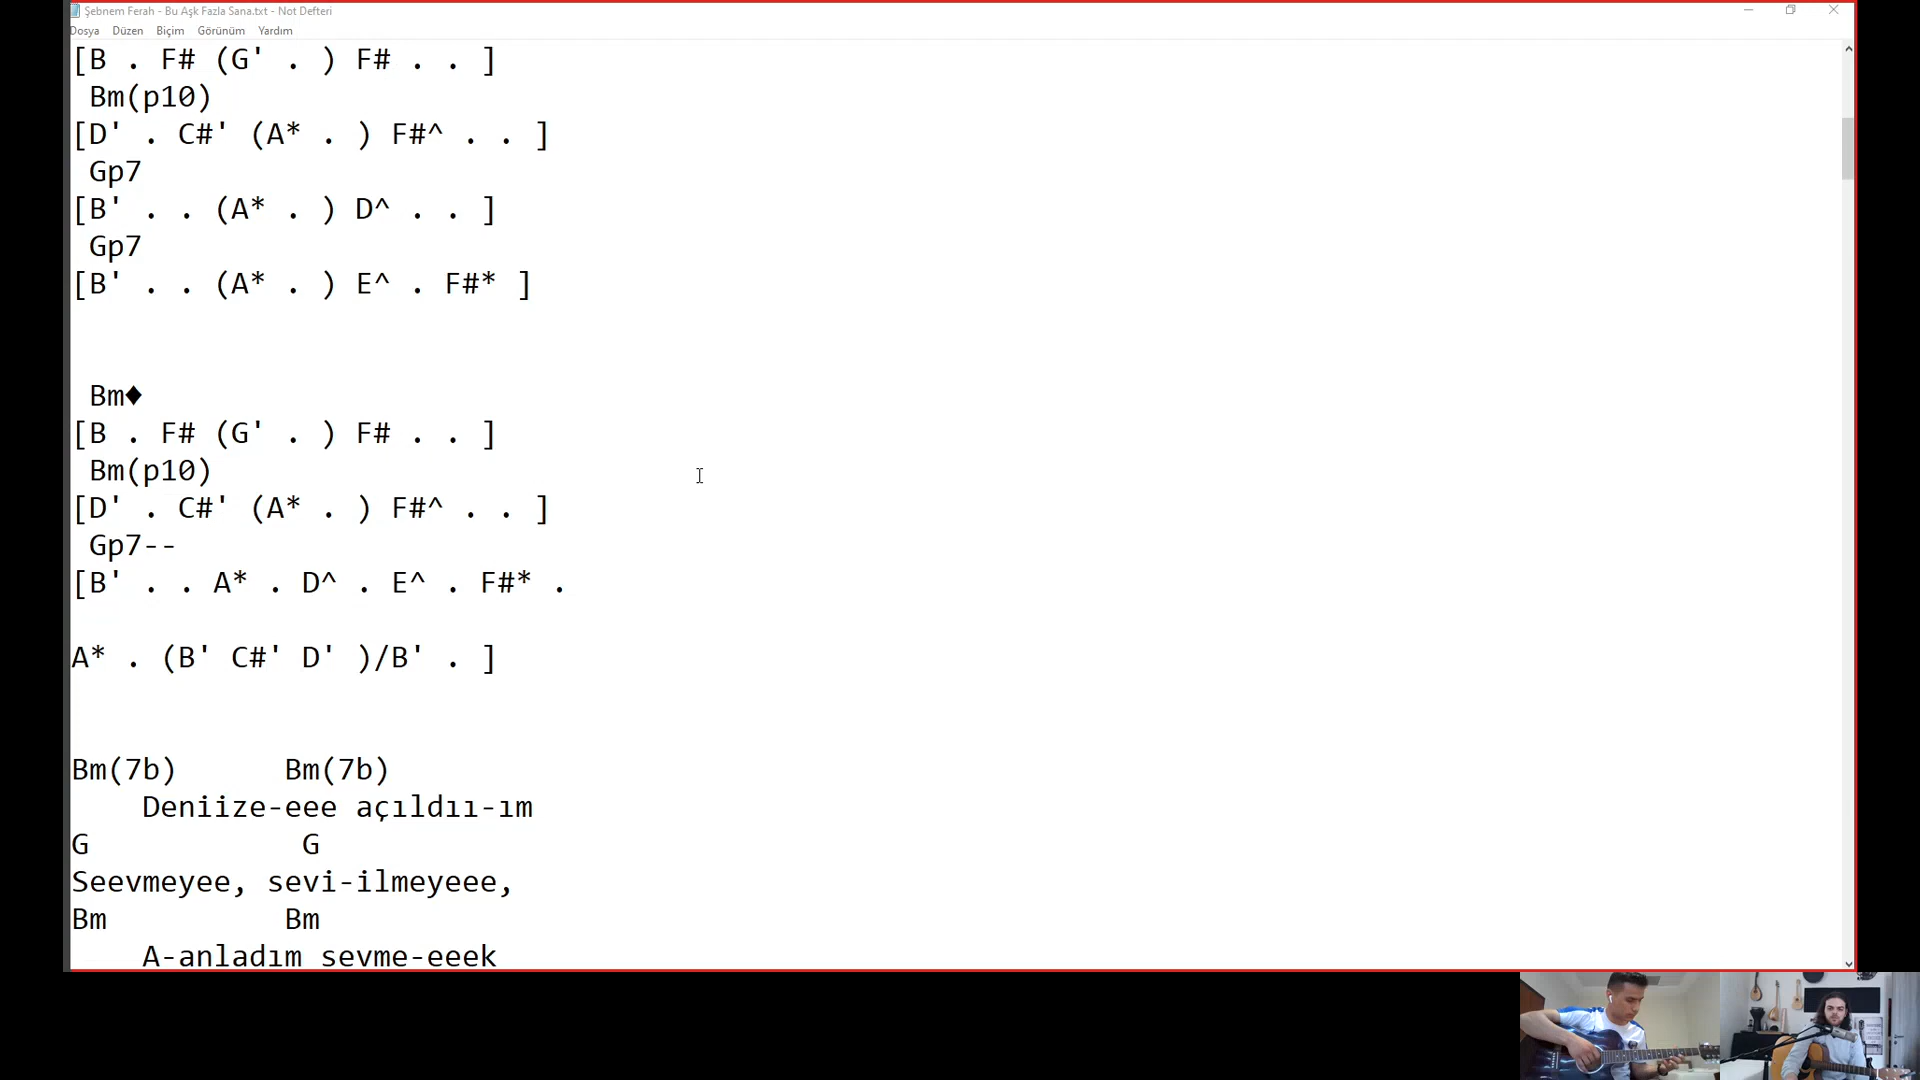 Şebnem Ferah - Bu Aşk Fazla Sana.txt - Not Defteri
Dosya Düzen Biçim Görünüm Yardım
[B . F# (G' . ) F# . . ]
Bm(p10)
[D' . C#' (A* . ) F#^ . . ]
Gp7
[B' . . (A* . ) D^ . . ]
Gp7
[B' . . (A* . ) E^ . F#* ]
Bm♦
[B . F# (G' . ) F# . . ]
Bm(p10)
[D' . C#' (A* . ) F#^ . . ]
Gp7--
[B' . . A* . D^ . E^ . F#* .
A* . (B' C#' D' )/B' . ]
Bm(7b) Bm(7b)
Deniize-eee açıldıı-ım
G G
Seevmeyee, sevi-ilmeyeee,
Bm Bm
A-anladım sevme-eeek